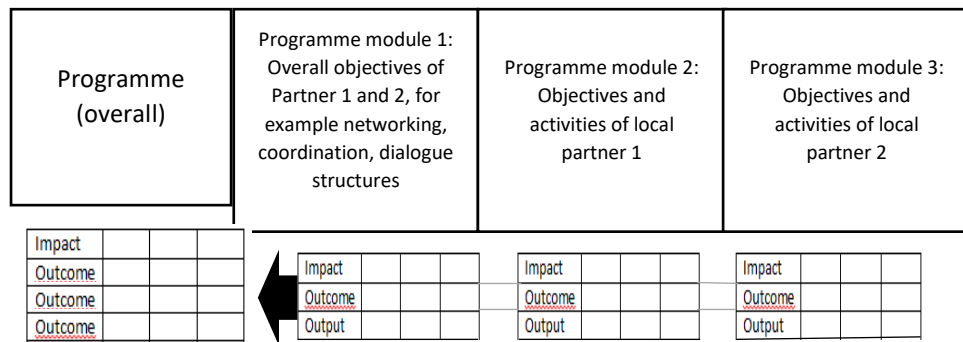 Programme
(overall)
Programme module 1:
Overall objectives of
Partner 1 and 2, for
example networking,
coordination, dialogue
structures
Programme module 2:
Objectives and
activities of local
partner 1
Programme module 3:
Objectives and
activities of local
partner 2
Impact
Outcome
Outcome
Outcome
Impact
Outcome
Output
Impact
Outcome
Output
Impact
Outcome
Output